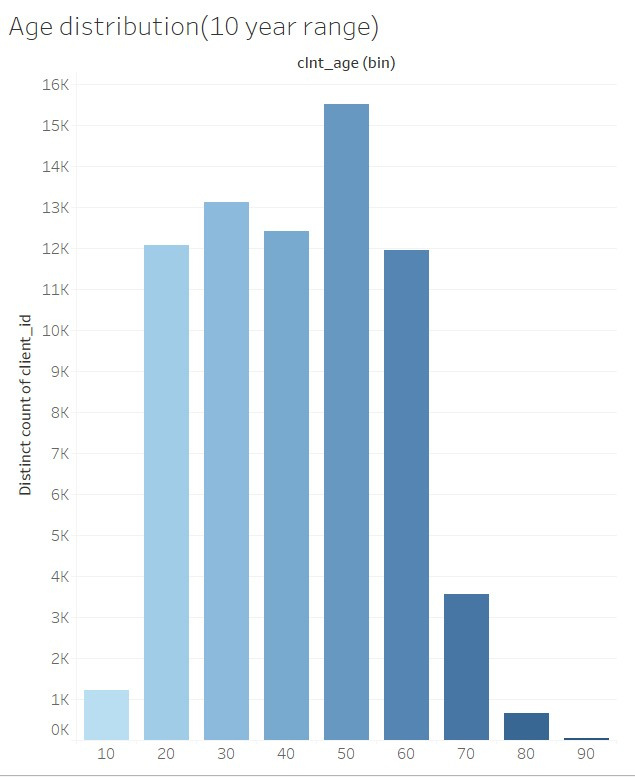 Age distribution(10 year range)
clnt_age (bin)
16K
15K
14K
13K
12K
11K
10K
9K
8K
7K
6K
5K
4K
3K
2K
1K
0K
Distinct count of client_id
10 20 30 40 50 60 70 80 90